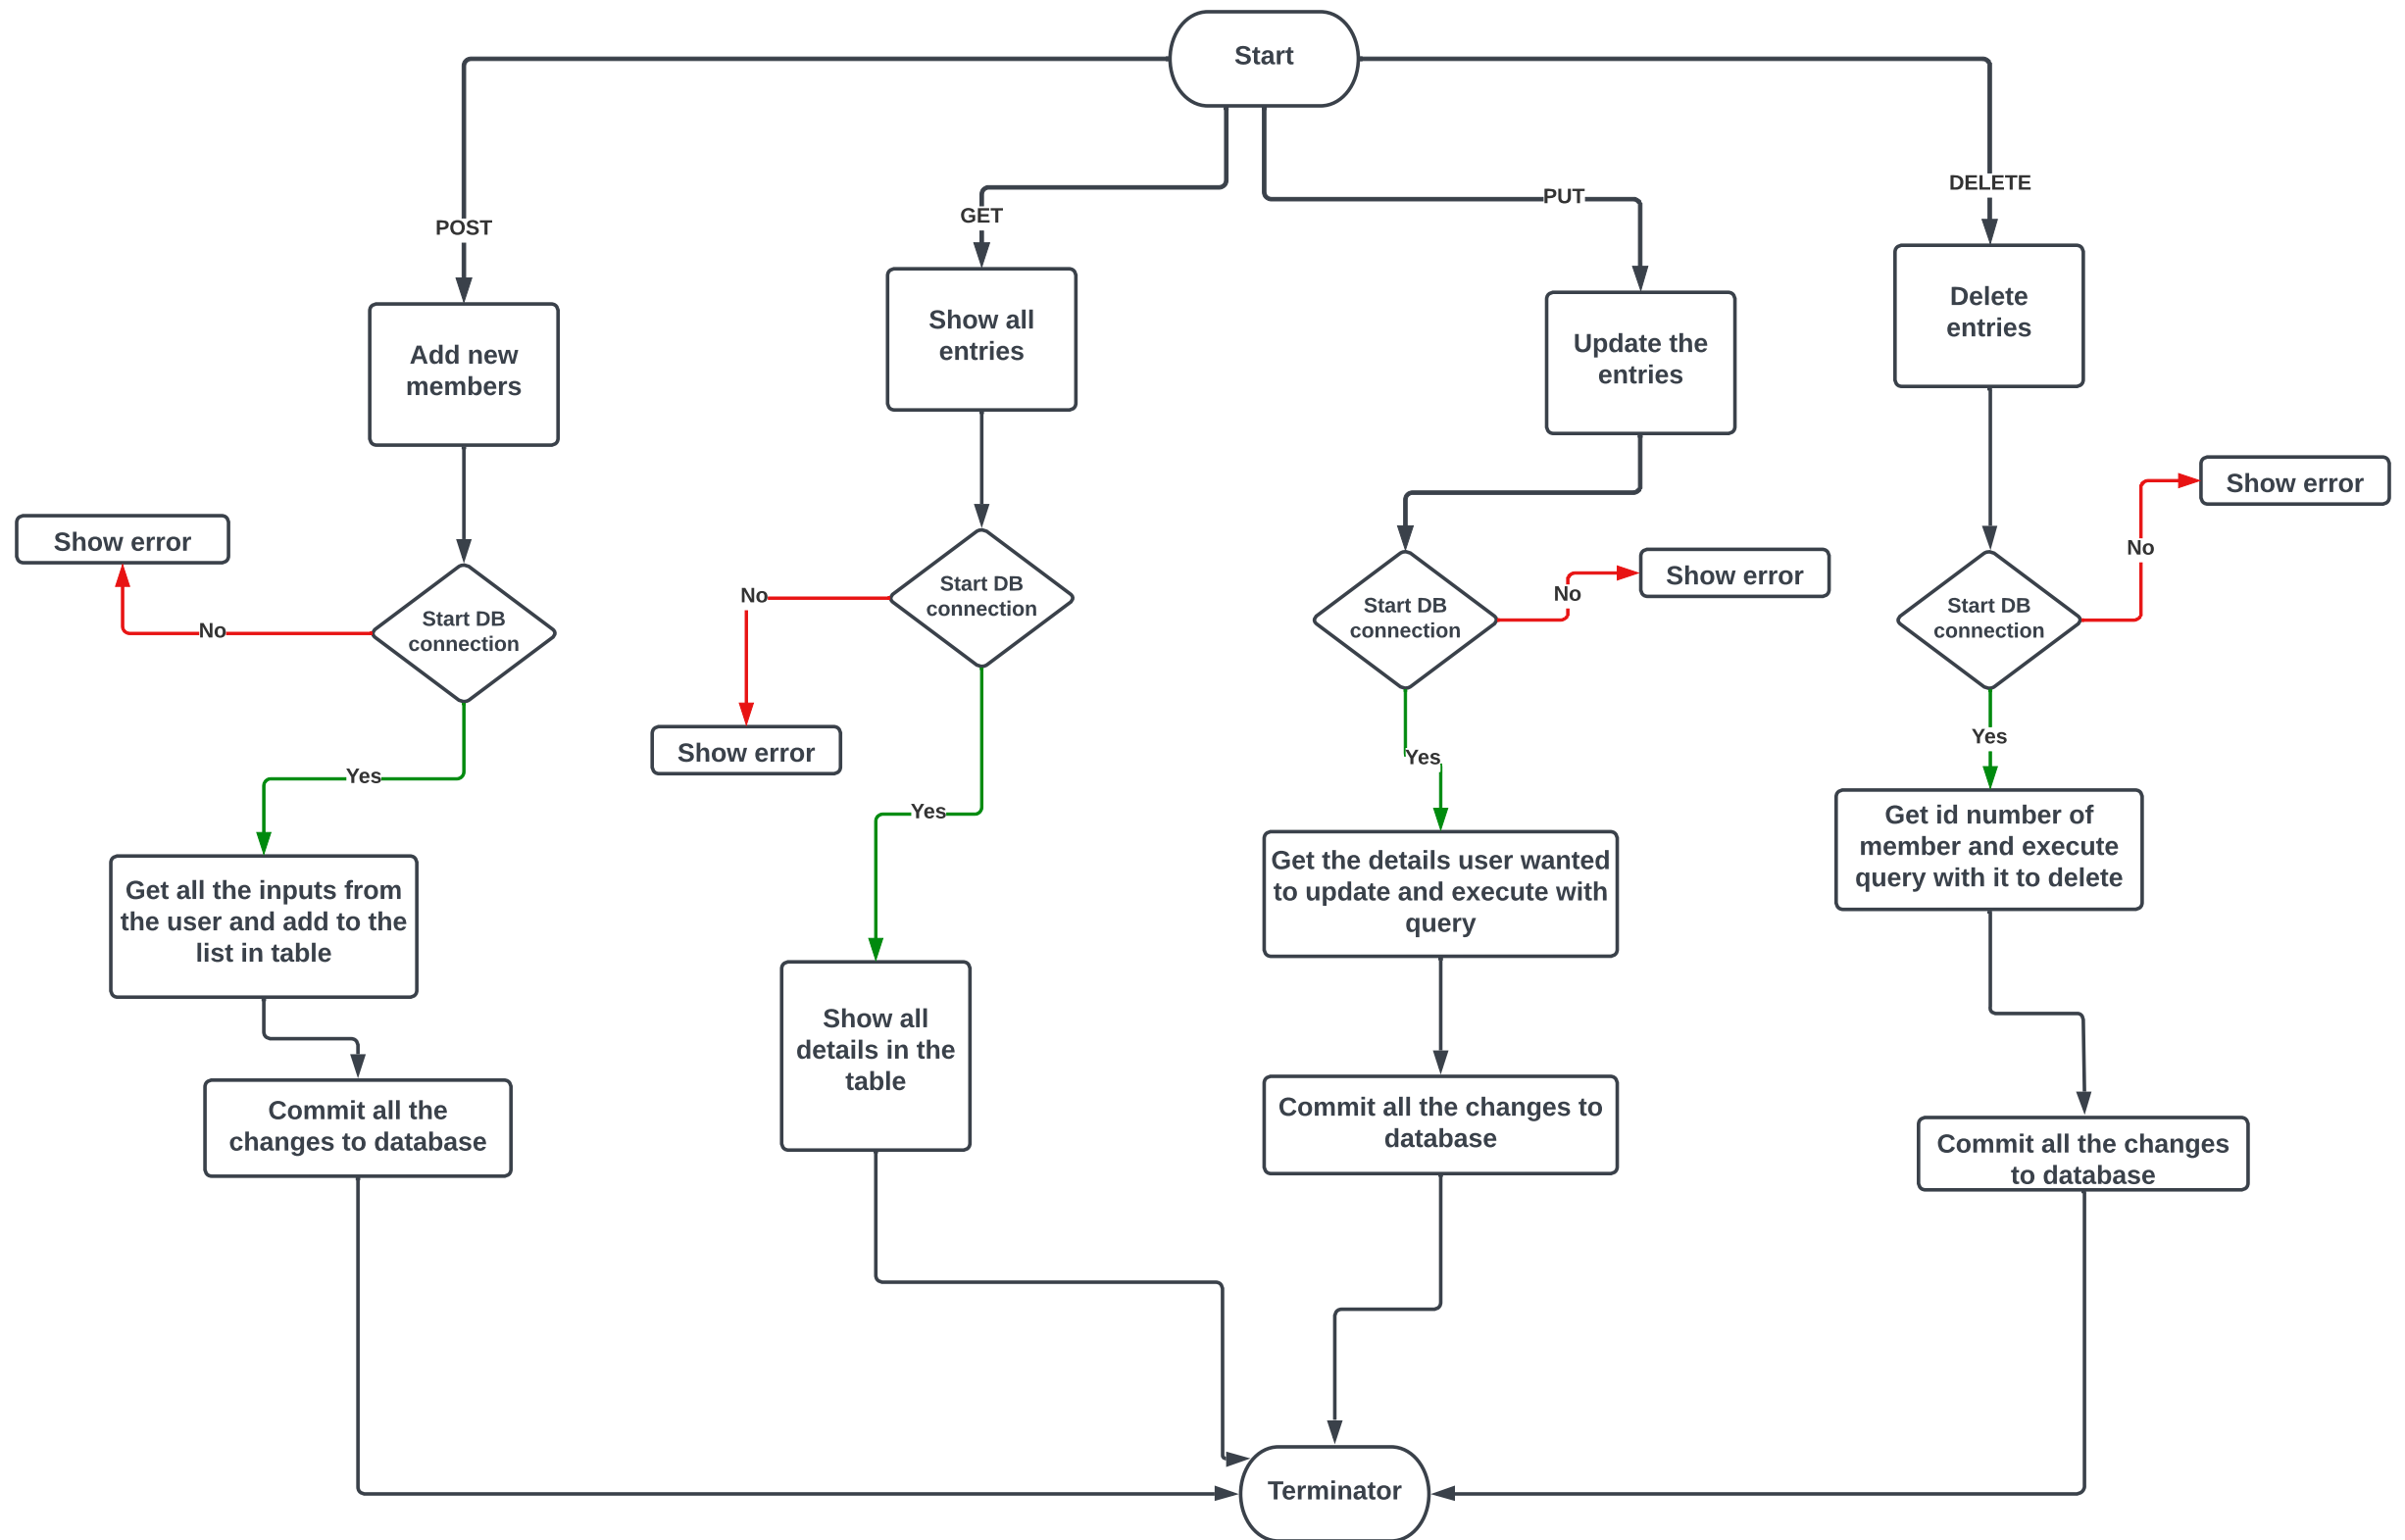 Start
POST
GET
PUT
DELETE
Add new
members
Show all
entries
Update the
entries
Delete
entries
Show error
No
Start DB
connection
Yes
No
Start DB
connection
Show error
Yes
Start DB
connection
No
Show error
Yes
Start DB
connection
No
Show error
Yes
Get all the inputs from
the user and add to the
list in table
Show all
details in the
table
Get the details user wanted
to update and execute with
query
Get id number of
member and execute
query with it to delete
Commit all the
changes to database
Commit all the changes to
database
Commit all the changes
to database
Terminator